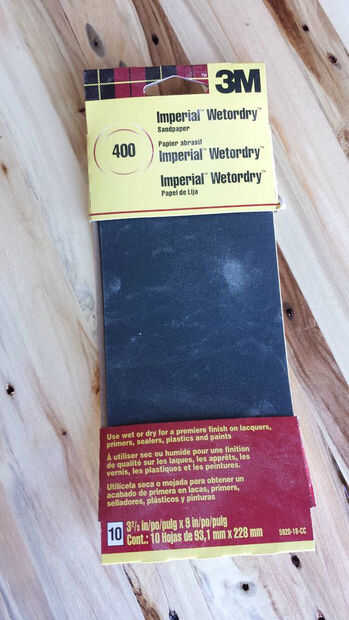 3M
Imperial™ Wetordry™
Sandpaper
400
Papier abrasif
Imperial™ Wetordry™
Imperial™ Wetordry™
Papel de Lija
Use wet or dry for a premiere finish on lacquers,
primers, sealers, plastics and paints
À utiliser sec ou humide pour une finition
de qualité sur les laques, les apprêts, les
vernis, les plastiques et les peintures.
Utilícela seca o mojada para obtener un
acabado de primera en lacas, primers,
selladores, plásticos y pinturas
10
3²/₃ in/po/pulg x 9 in/po/pulg
Cont.: 10 Hojas de 93,1 mm x 228 mm
5920-18-CC